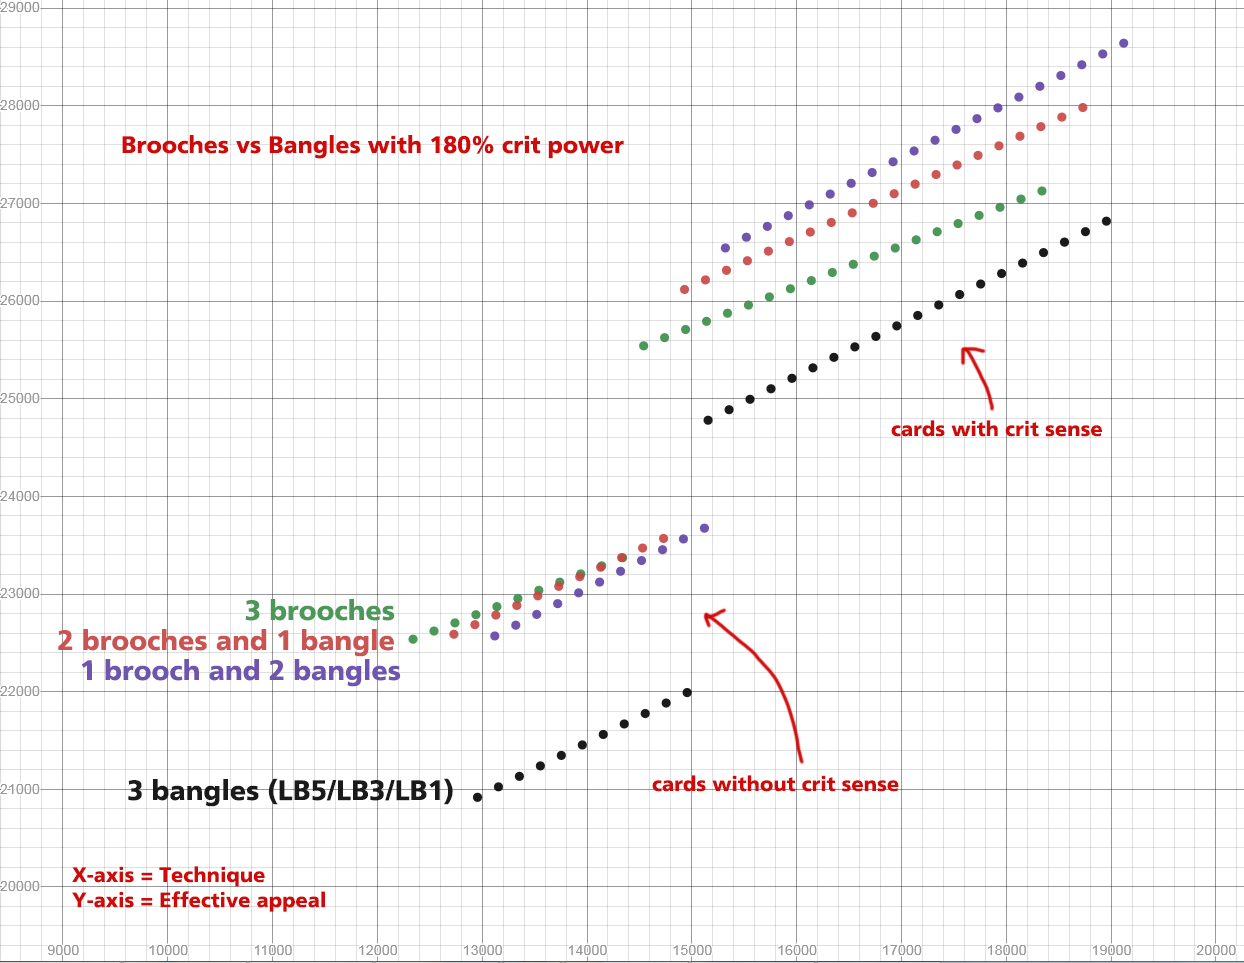 29000
28000
Brooches vs Bangles with 180% crit power
27000
26000
25000
cards with crit sense
24000
23000
3 brooches
2 brooches and 1 bangle
1 brooch and 2 bangles
22000
cards without crit sense
21000
3 bangles (LB5/LB3/LB1)
X-axis = Technique
20000
Y-axis = Effective appeal
9000 10000 11000 12000 13000 14000 15000 16000 17000 18000 19000 20000